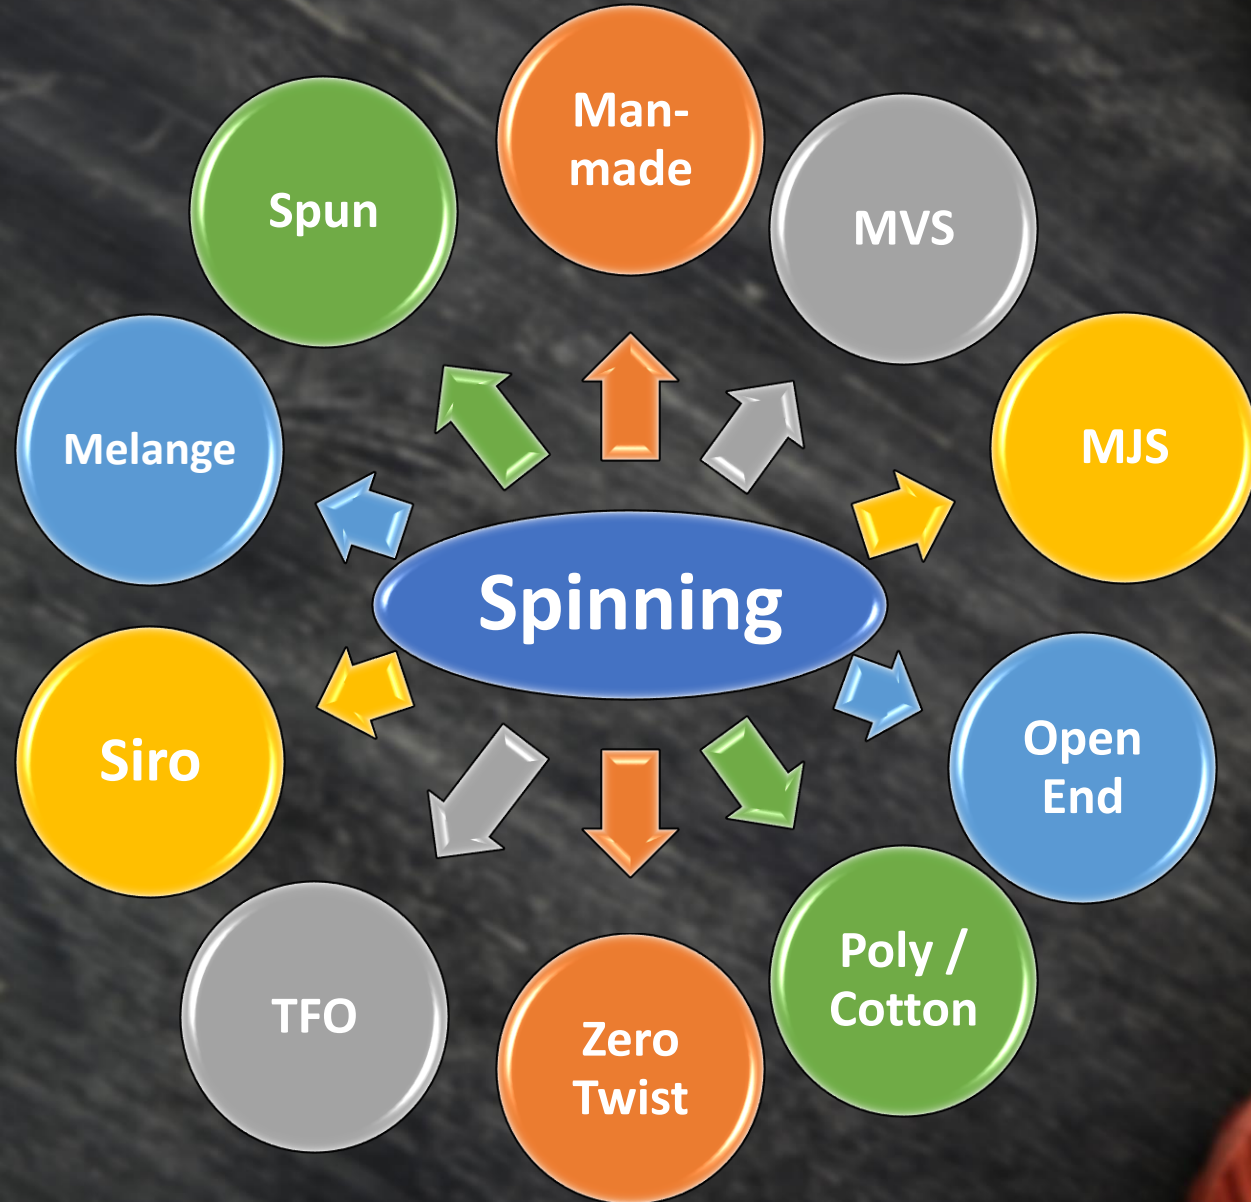 Man-
made
MVS
MJS
Open
End
Poly /
Cotton
Zero
Twist
TFO
Siro
Melange
Spun
Spinning